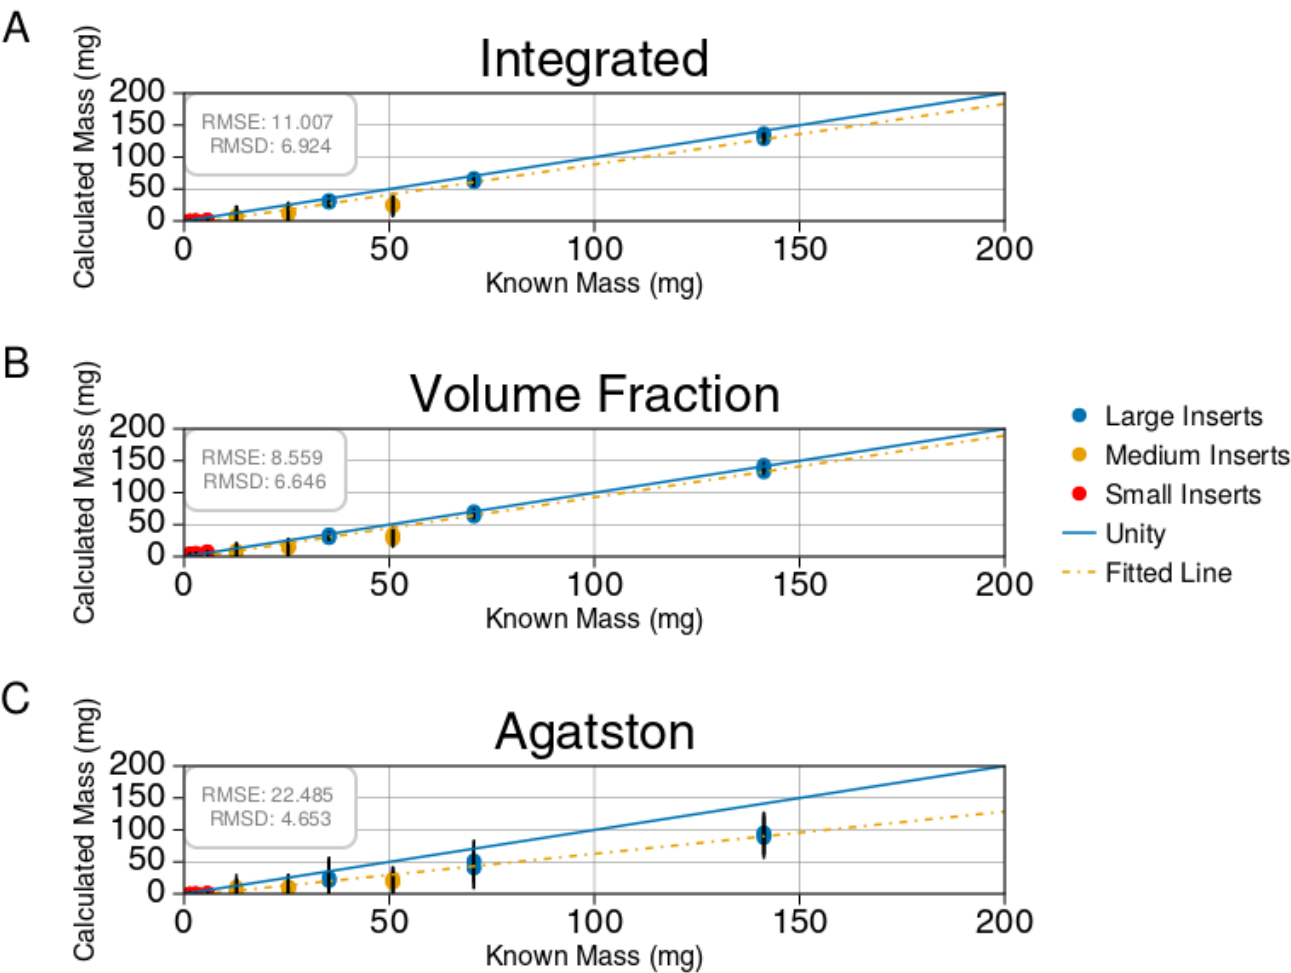 A
Integrated
Calculated Mass (mg)
200
150
100
50
0
RMSE: 11.007
RMSD: 6.924
0 50 100 150 200
Known Mass (mg)
B
Volume Fraction
Calculated Mass (mg)
200
150
100
50
0
RMSE: 8.559
RMSD: 6.646
0 50 100 150 200
Known Mass (mg)
Large Inserts
Medium Inserts
Small Inserts
Unity
Fitted Line
C
Agatston
Calculated Mass (mg)
200
150
100
50
0
RMSE: 22.485
RMSD: 4.653
0 50 100 150 200
Known Mass (mg)